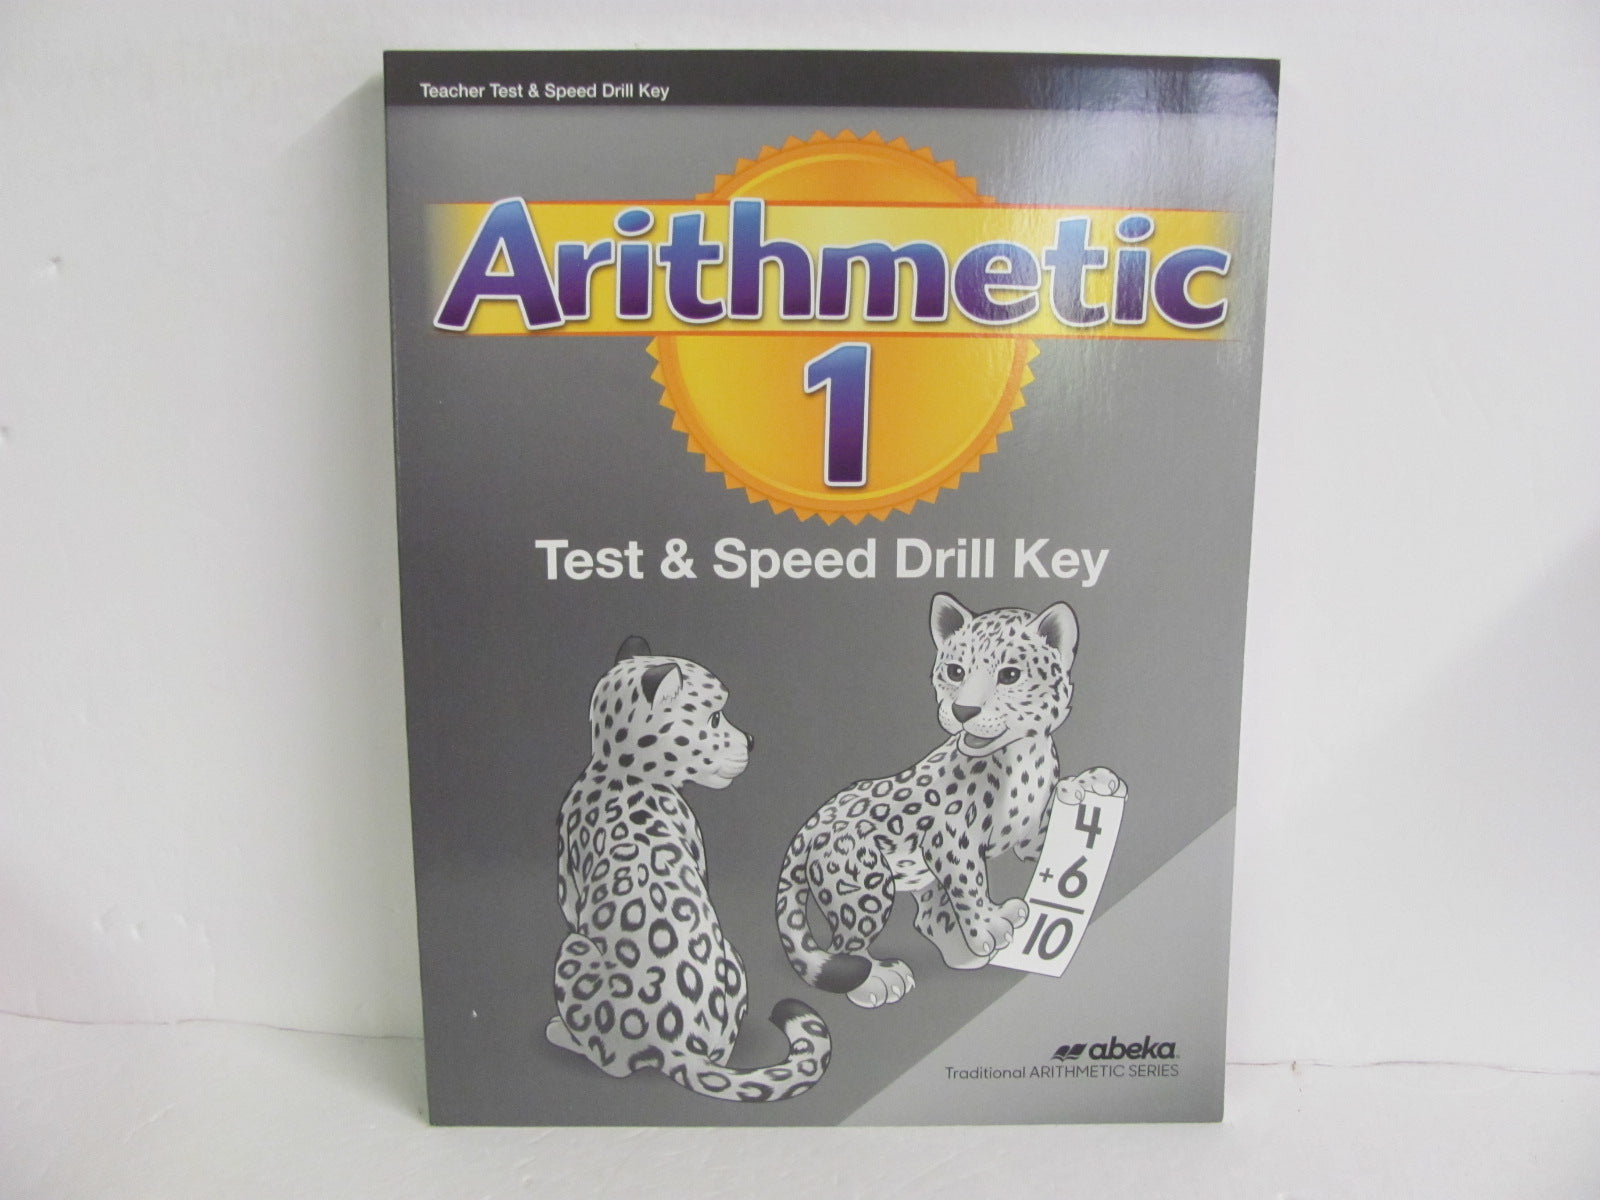 Teacher Test & Speed Drill Key
Arithmetic
1
Test & Speed Drill Key
4
+6
10
abeka
Traditional ARITHMETIC SERIES